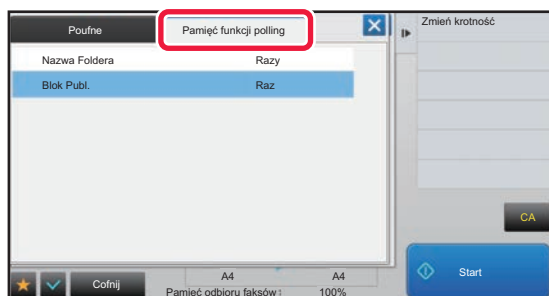 Poufne
Pamięć funkcji polling
Zmień krotność
Nazwa Foldera
Razy
Blok Publ.
Raz
CA
Cofnij
A4
A4
Pamięć odbioru faksów:
100%
Start